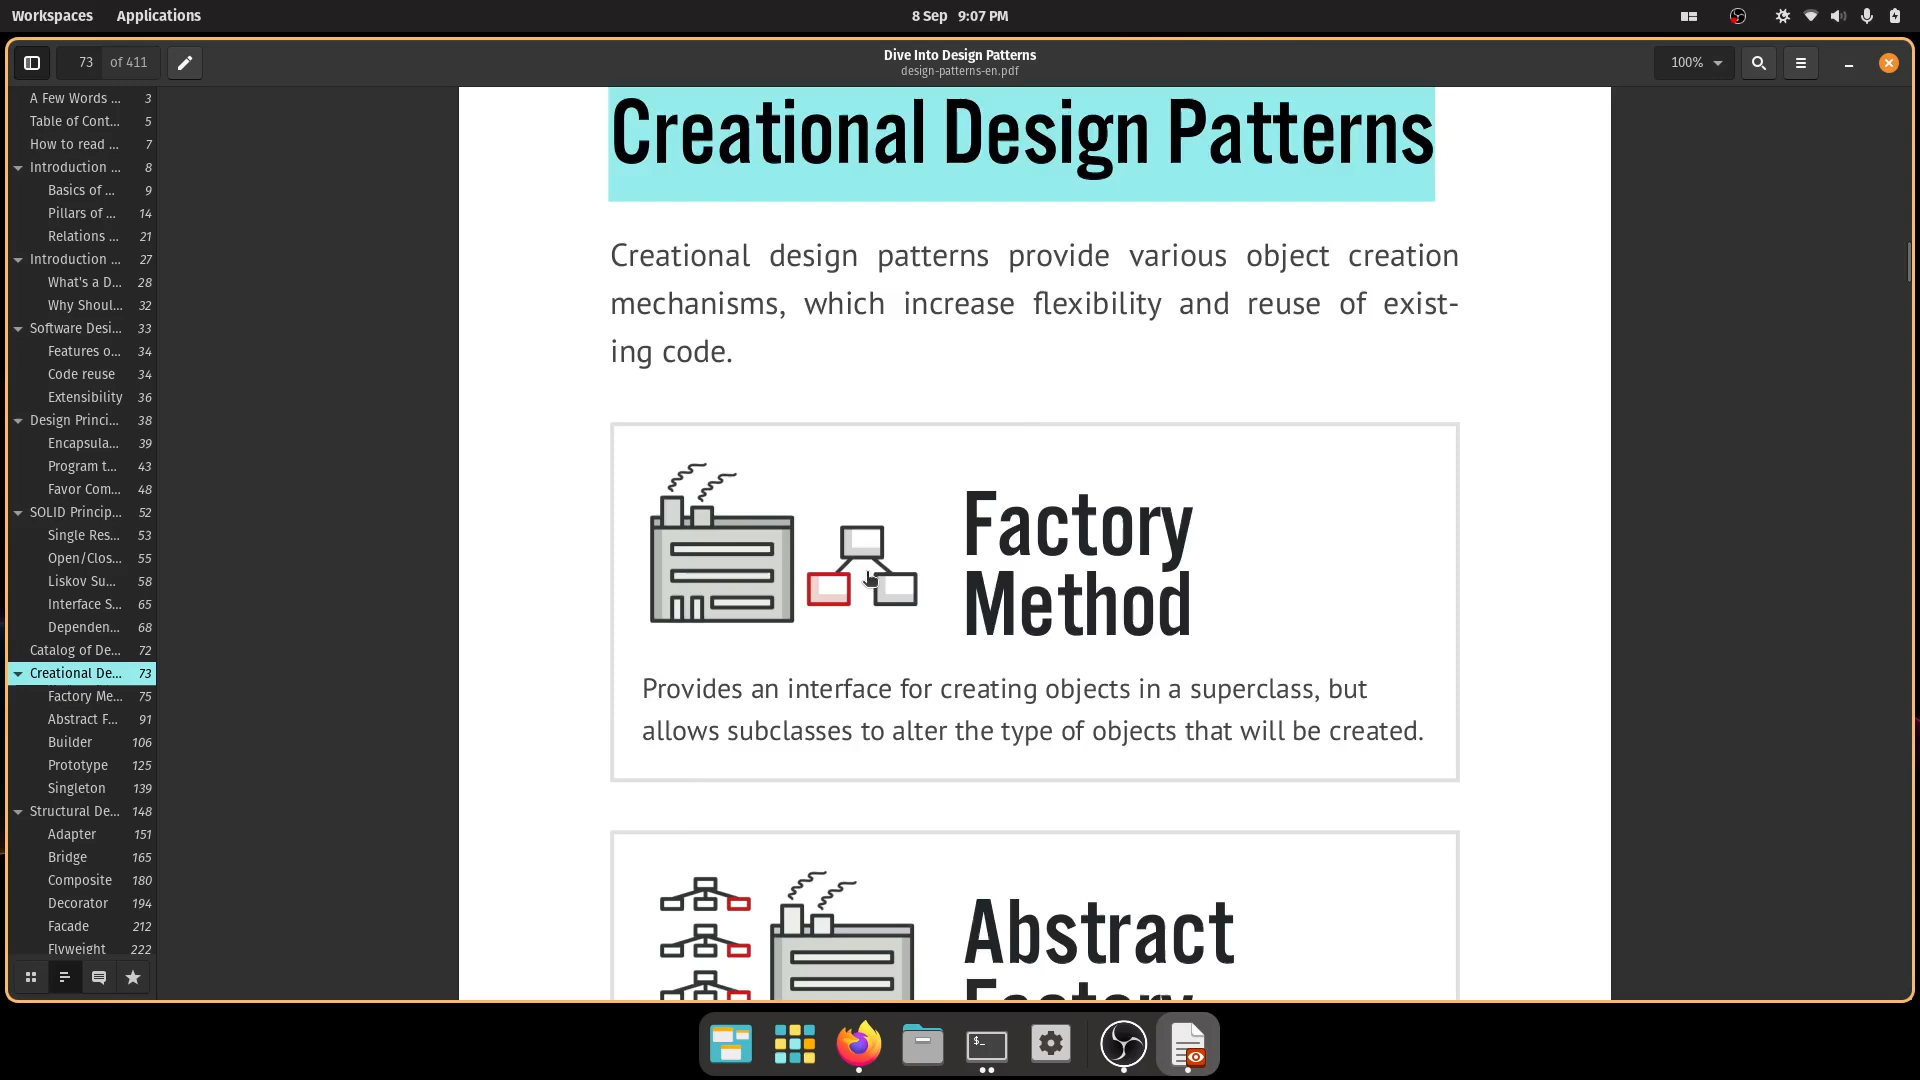 Workspaces Applications 8 Sep 9:07 PM
73 of 411 Dive Into Design Patterns 100%
design-patterns-en.pdf
A Few Words ... 3
Table of Cont... 5
How to read ... 7
Introduction ... 8
Basics of ... 9
Pillars of ... 14
Relations ... 21
Introduction ... 27
What's a D... 28
Why Shoul... 32
Software Desi... 33
Features o... 34
Code reuse 34
Extensibility 36
Design Princi... 38
Encapsula... 39
Program t... 43
Favor Com... 48
SOLID Princip... 52
Single Res... 53
Open/Clos... 55
Liskov Su... 58
Interface S... 65
Dependen... 68
Catalog of De... 72
Creational De... 73
Factory Me... 75
Abstract F... 91
Builder 106
Prototype 125
Singleton 139
Structural De... 148
Adapter 151
Bridge 165
Composite 180
Decorator 194
Facade 212
Flyweight 222
Creational Design Patterns
Creational design patterns provide various object creation
mechanisms, which increase flexibility and reuse of exist-
ing code.
Factory
Method
Provides an interface for creating objects in a superclass, but
allows subclasses to alter the type of objects that will be created.
Abstract
Factory
$_